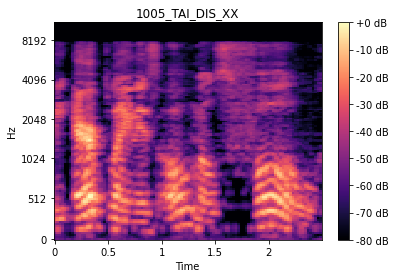 1005_TAI_DIS_XX
8192
4096
2048
1024
512
0
Hz
0
0.5
1
1.5
2
Time
+0 dB
-10 dB
-20 dB
-30 dB
-40 dB
-50 dB
-60 dB
-70 dB
-80 dB